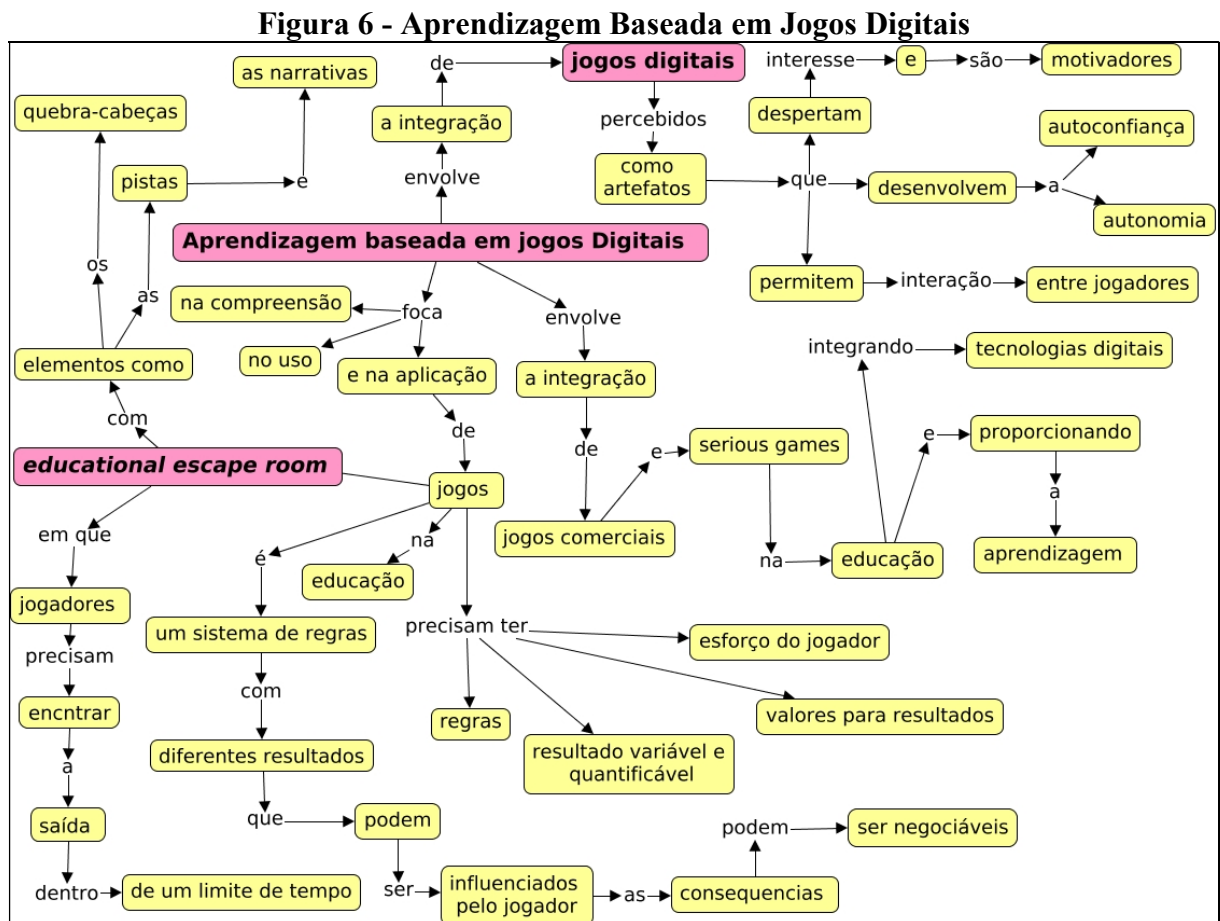 Figura 6 - Aprendizagem Baseada em Jogos Digitais
as narrativas
de
jogos digitais
interesse
e
são
motivadores
quebra-cabeças
a integração
percebidos
despertam
autoconfiança
pistas
e
envolve
como
artefatos
que
desenvolvem
a
autonomia
Aprendizagem baseada em jogos Digitais
os
as
na compreensão
foca
envolve
permitem
interação
entre jogadores
elementos como
no uso
e na aplicação
a integração
integrando
tecnologias digitais
com
de
de
e
serious games
e
proporcionando
educational escape room
jogos
a
em que
é
na
jogos comerciais
na
educação
aprendizagem
educação
jogadores
um sistema de regras
precisam ter
esforço do jogador
precisam
com
encntrar
regras
valores para resultados
a
diferentes resultados
resultado variável e
quantificável
saída
que
podem
podem
ser negociáveis
dentro
de um limite de tempo
ser
influenciados
pelo jogador
as
consequencias